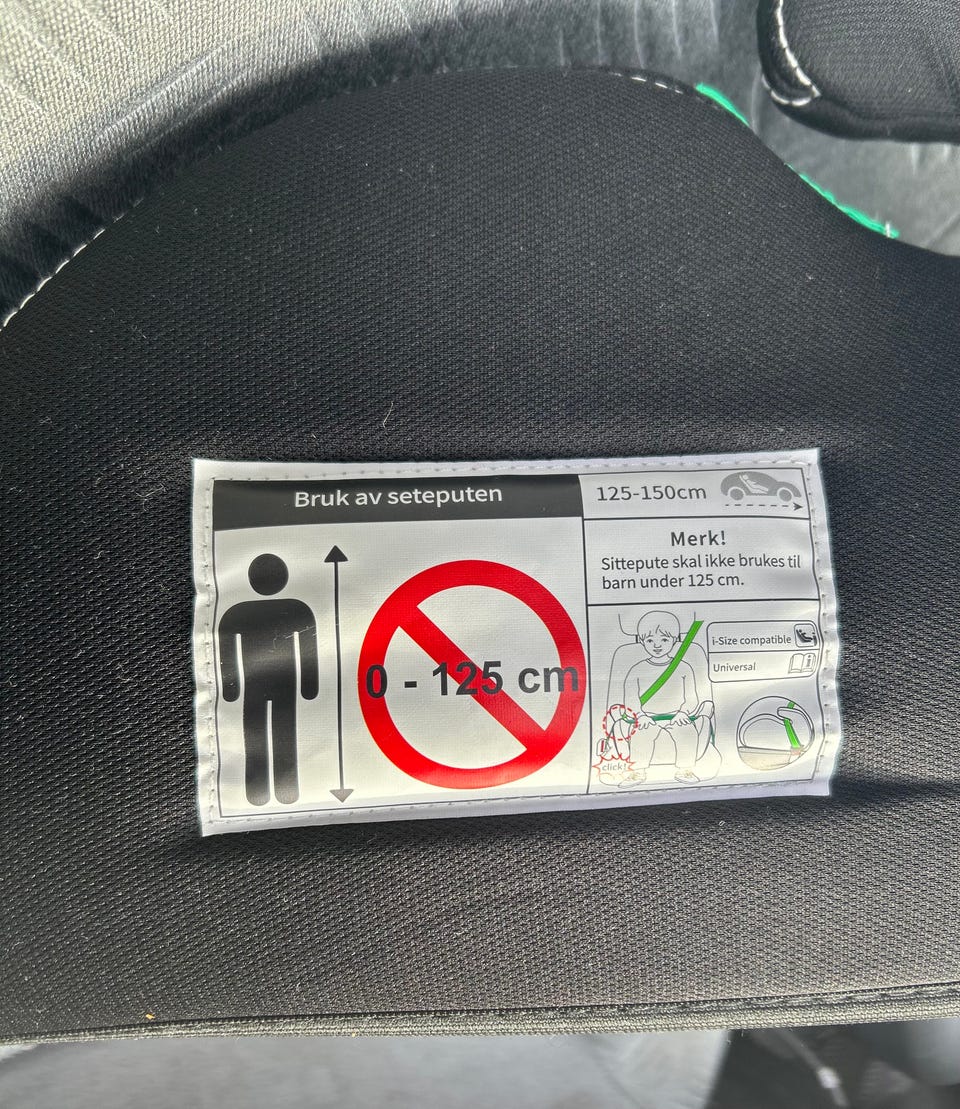 Bruk av seteputen
0 - 125 cm
125-150cm
Merk!
Sittepute skal ikke brukes til
barn under 125 cm.
i-Size compatible
Universal
click!